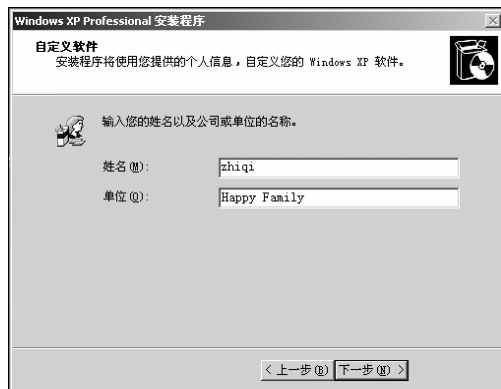 Windows XP Professional 安装程序
自定义软件
安装程序将使用您提供的个人信息，自定义您的 Windows XP 软件。
输入您的姓名以及公司或单位的名称。
姓名(M): zhiqi
单位(O): Happy Family
< 上一步(B) 下一步(N) >